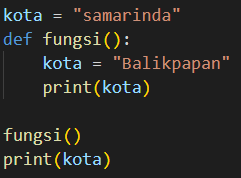 kota = "samarinda"
def fungsi():
    kota = "Balikpapan"
    print(kota)

fungsi()
print(kota)